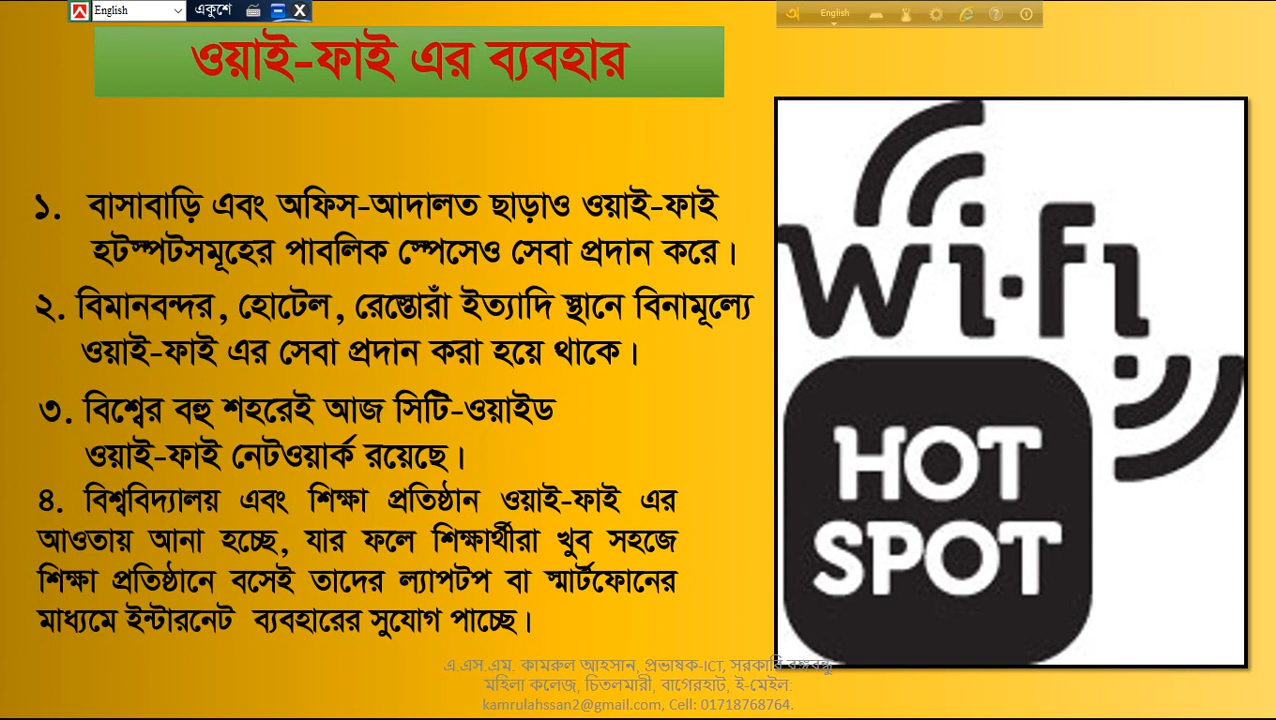 English
একুশে
অ
English
ওয়াই-ফাই এর ব্যবহার
১. বাসাবাড়ি এবং অফিস-আদালত ছাড়াও ওয়াই-ফাই
হটস্পটসমূহের পাবলিক স্পেসেও সেবা প্রদান করে।
২. বিমানবন্দর, হোটেল, রেস্তোরাঁ ইত্যাদি স্থানে বিনামূল্যে
ওয়াই-ফাই এর সেবা প্রদান করা হয়ে থাকে।
৩. বিশ্বের বহু শহরেই আজ সিটি-ওয়াইড
ওয়াই-ফাই নেটওয়ার্ক রয়েছে।
৪. বিশ্ববিদ্যালয় এবং শিক্ষা প্রতিষ্ঠান ওয়াই-ফাই এর
আওতায় আনা হচ্ছে, যার ফলে শিক্ষার্থীরা খুব সহজে
শিক্ষা প্রতিষ্ঠানে বসেই তাদের ল্যাপটপ বা স্মার্টফোনের
মাধ্যমে ইন্টারনেট ব্যবহারের সুযোগ পাচ্ছে।
wi-fi
HOT
SPOT
এ.এস.এম. কামরুল আহসান, প্রভাষক-ICT, সরকারি বঙ্গবন্ধু
মহিলা কলেজ, চিতলমারী, বাগেরহাট, ই-মেইল:
kamrulahssan2@gmail.com, Cell: 01718768764.